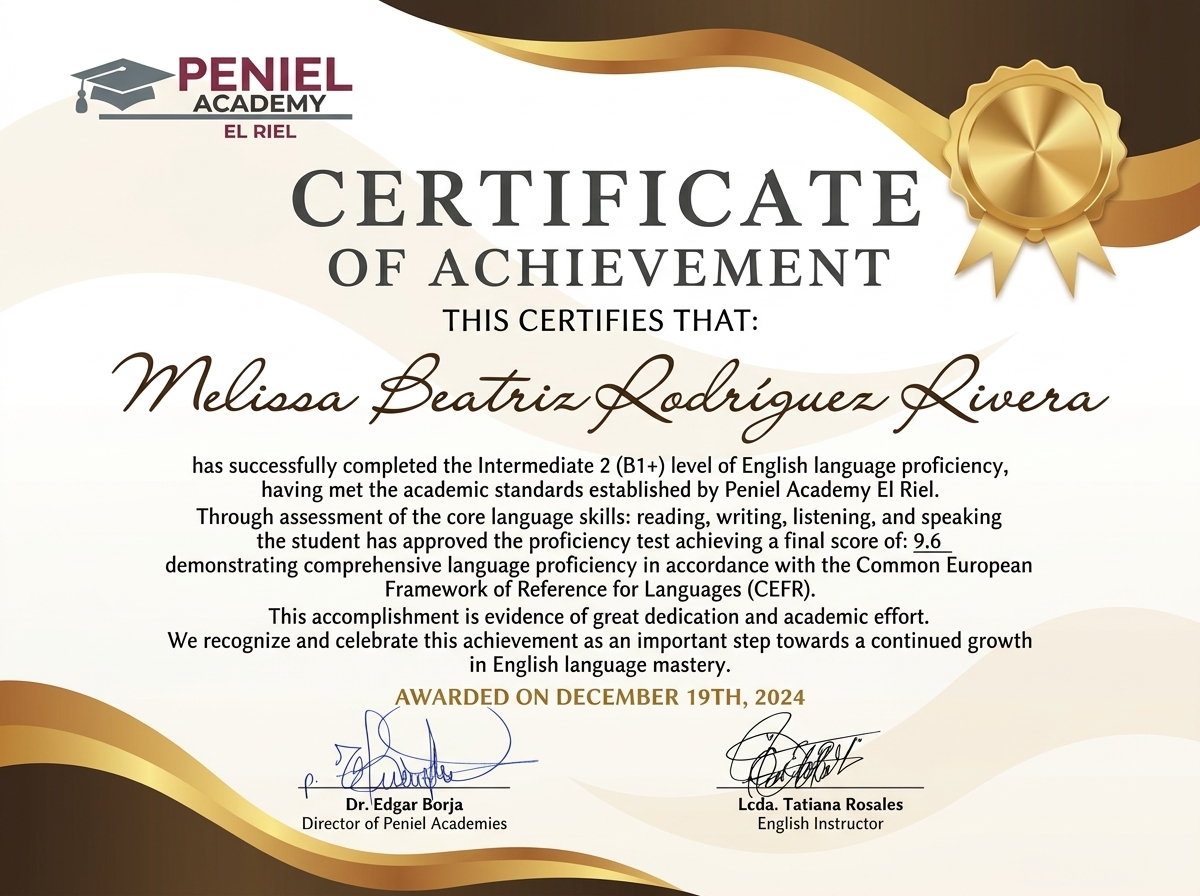 PENIEL
ACADEMY
EL RIEL
CERTIFICATE
OF ACHIEVEMENT
THIS CERTIFIES THAT:
Melissa Beatriz Rodríguez Rivera
has successfully completed the Intermediate 2 (B1+) level of English language proficiency,
having met the academic standards established by Peniel Academy El Riel.
Through assessment of the core language skills: reading, writing, listening, and speaking
the student has approved the proficiency test achieving a final score of: 9.6
demonstrating comprehensive language proficiency in accordance with the Common European
Framework of Reference for Languages (CEFR).
This accomplishment is evidence of great dedication and academic effort.
We recognize and celebrate this achievement as an important step towards a continued growth
in English language mastery.
AWARDED ON DECEMBER 19TH, 2024
p.
Dr. Edgar Borja
Director of Peniel Academies
Lcda. Tatiana Rosales
English Instructor